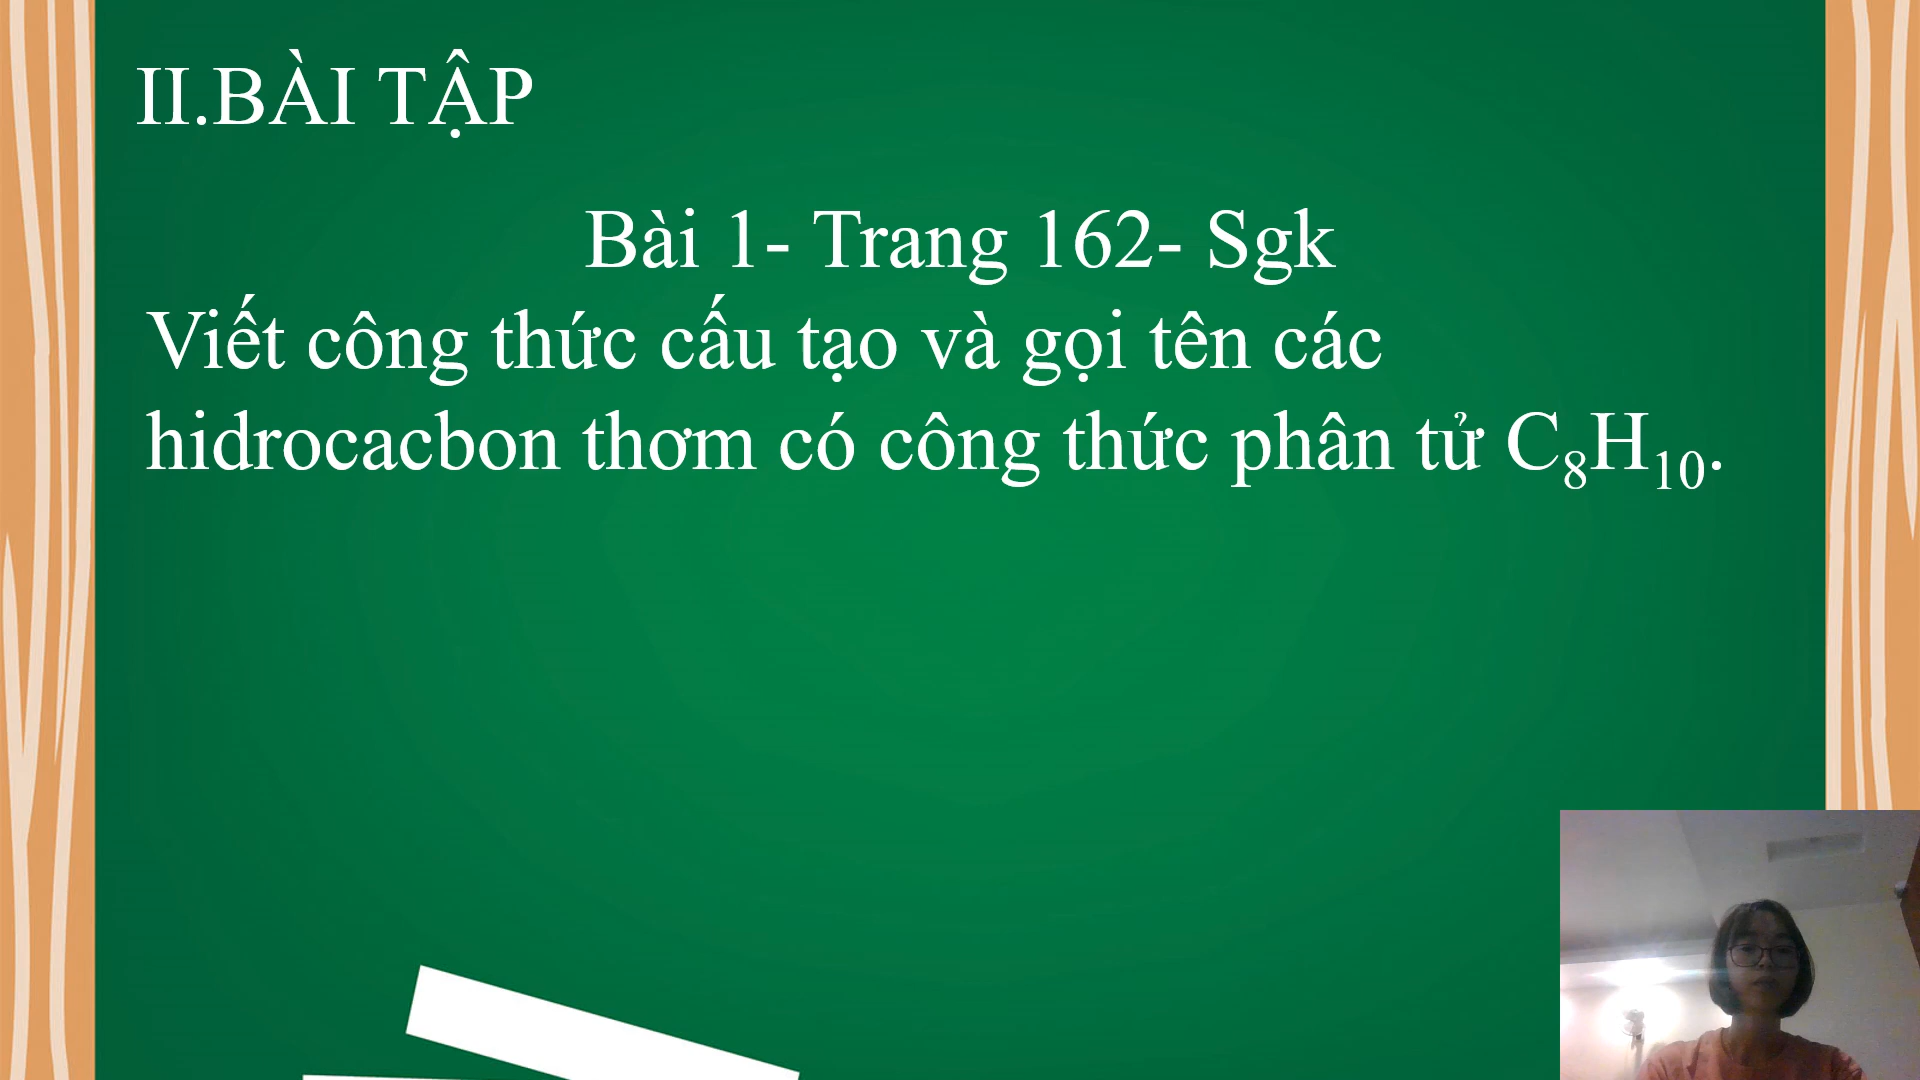 II.BÀI TẬP
Bài 1- Trang 162- Sgk
Viết công thức cấu tạo và gọi tên các
hidrocacbon thơm có công thức phân tử C₈H₁₀.